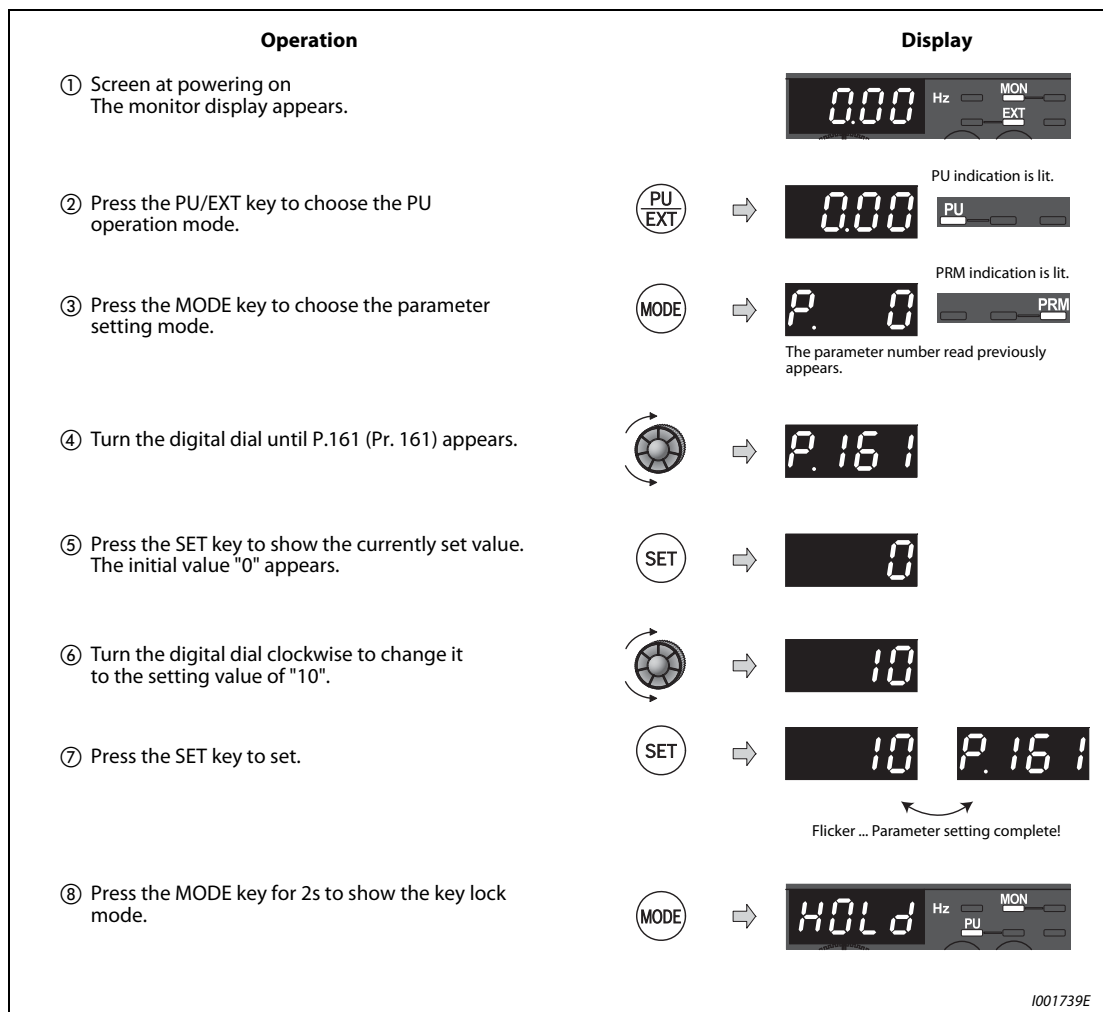 Operation
Display
① Screen at powering on
The monitor display appears.
0.00 Hz MON
EXT
② Press the PU/EXT key to choose the PU
operation mode.
PU
EXT
0.00
PU indication is lit.
PU
③ Press the MODE key to choose the parameter
setting mode.
MODE
P. 0
PRM indication is lit.
PRM
The parameter number read previously
appears.
④ Turn the digital dial until P.161 (Pr. 161) appears.
P.161
⑤ Press the SET key to show the currently set value.
The initial value "0" appears.
SET
0
⑥ Turn the digital dial clockwise to change it
to the setting value of "10".
10
⑦ Press the SET key to set.
SET
10 P.161
Flicker ... Parameter setting complete!
⑧ Press the MODE key for 2s to show the key lock
mode.
MODE
HOLd Hz MON
PU
I001739E